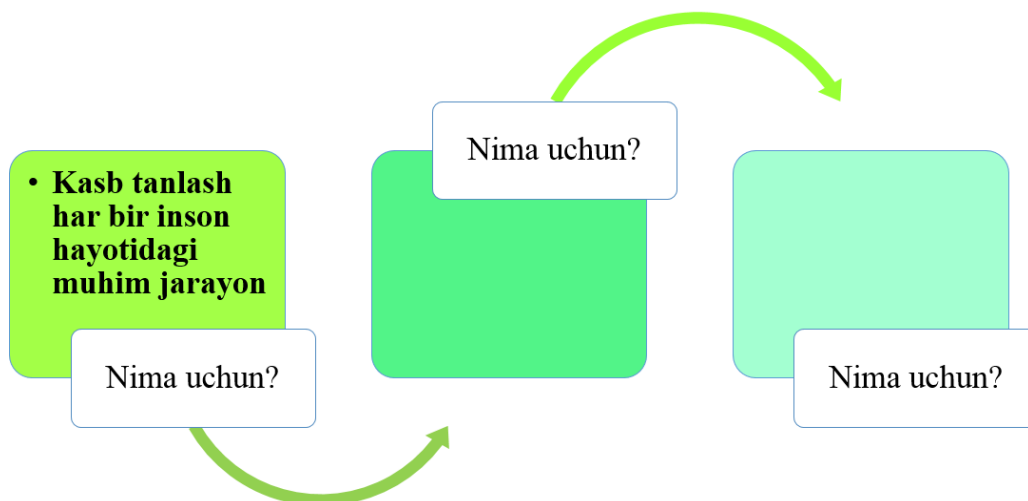 • Kasb tanlash
har bir inson
hayotidagi
muhim jarayon
Nima uchun?
Nima uchun?
Nima uchun?